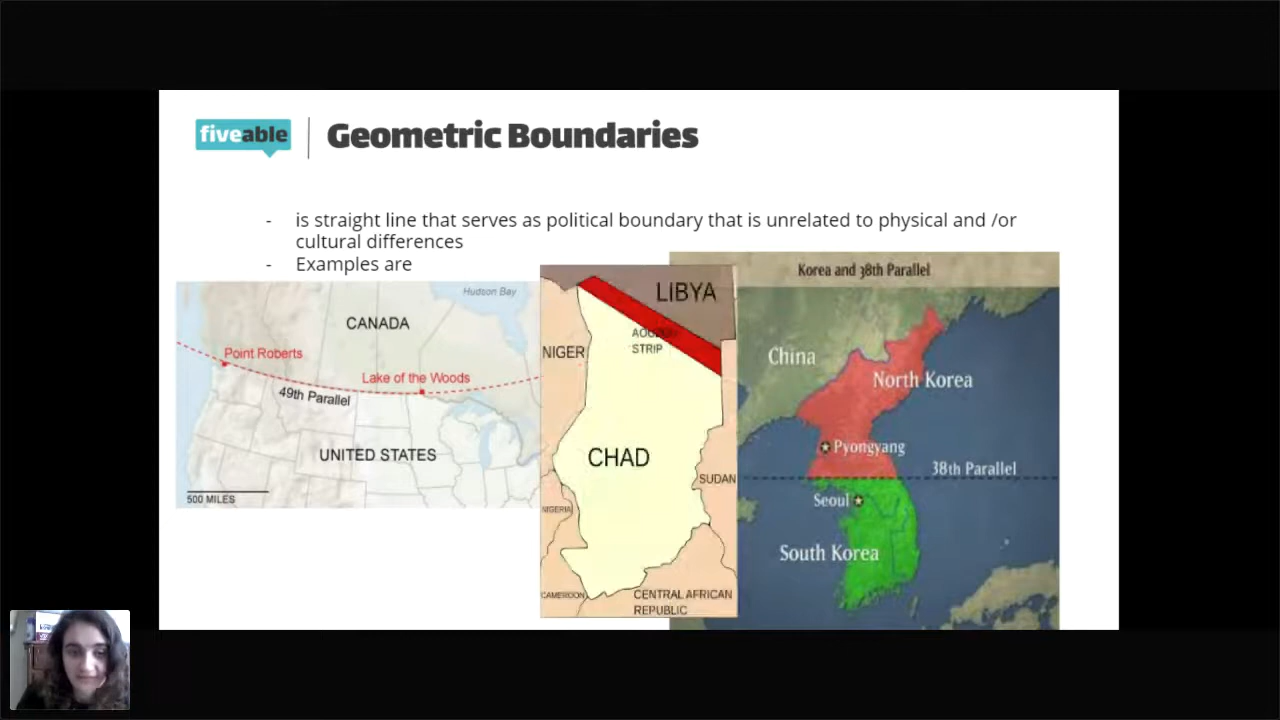 fiveable
Geometric Boundaries
- is straight line that serves as political boundary that is unrelated to physical and /or
cultural differences
- Examples are
Hudson Bay
CANADA
Point Roberts
Lake of the Woods
49th Parallel
UNITED STATES
500 MILES
LIBYA
STRIP
NIGER
CHAD
SUDAN
NIGERIA
CAMEROON
CENTRAL AFRICAN
REPUBLIC
Korea and 38th Parallel
China
North Korea
Pyongyang
38th Parallel
Seoul
South Korea